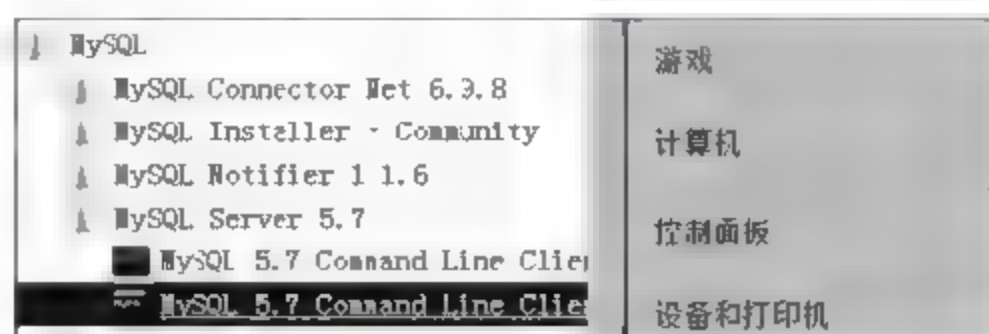 MySQL
MySQL Connector Net 6.9.8
MySQL Installer - Community
MySQL Notifier 1.1.6
MySQL Server 5.7
MySQL 5.7 Command Line Clie
MySQL 5.7 Command Line Clie
游戏
计算机
控制面板
设备和打印机